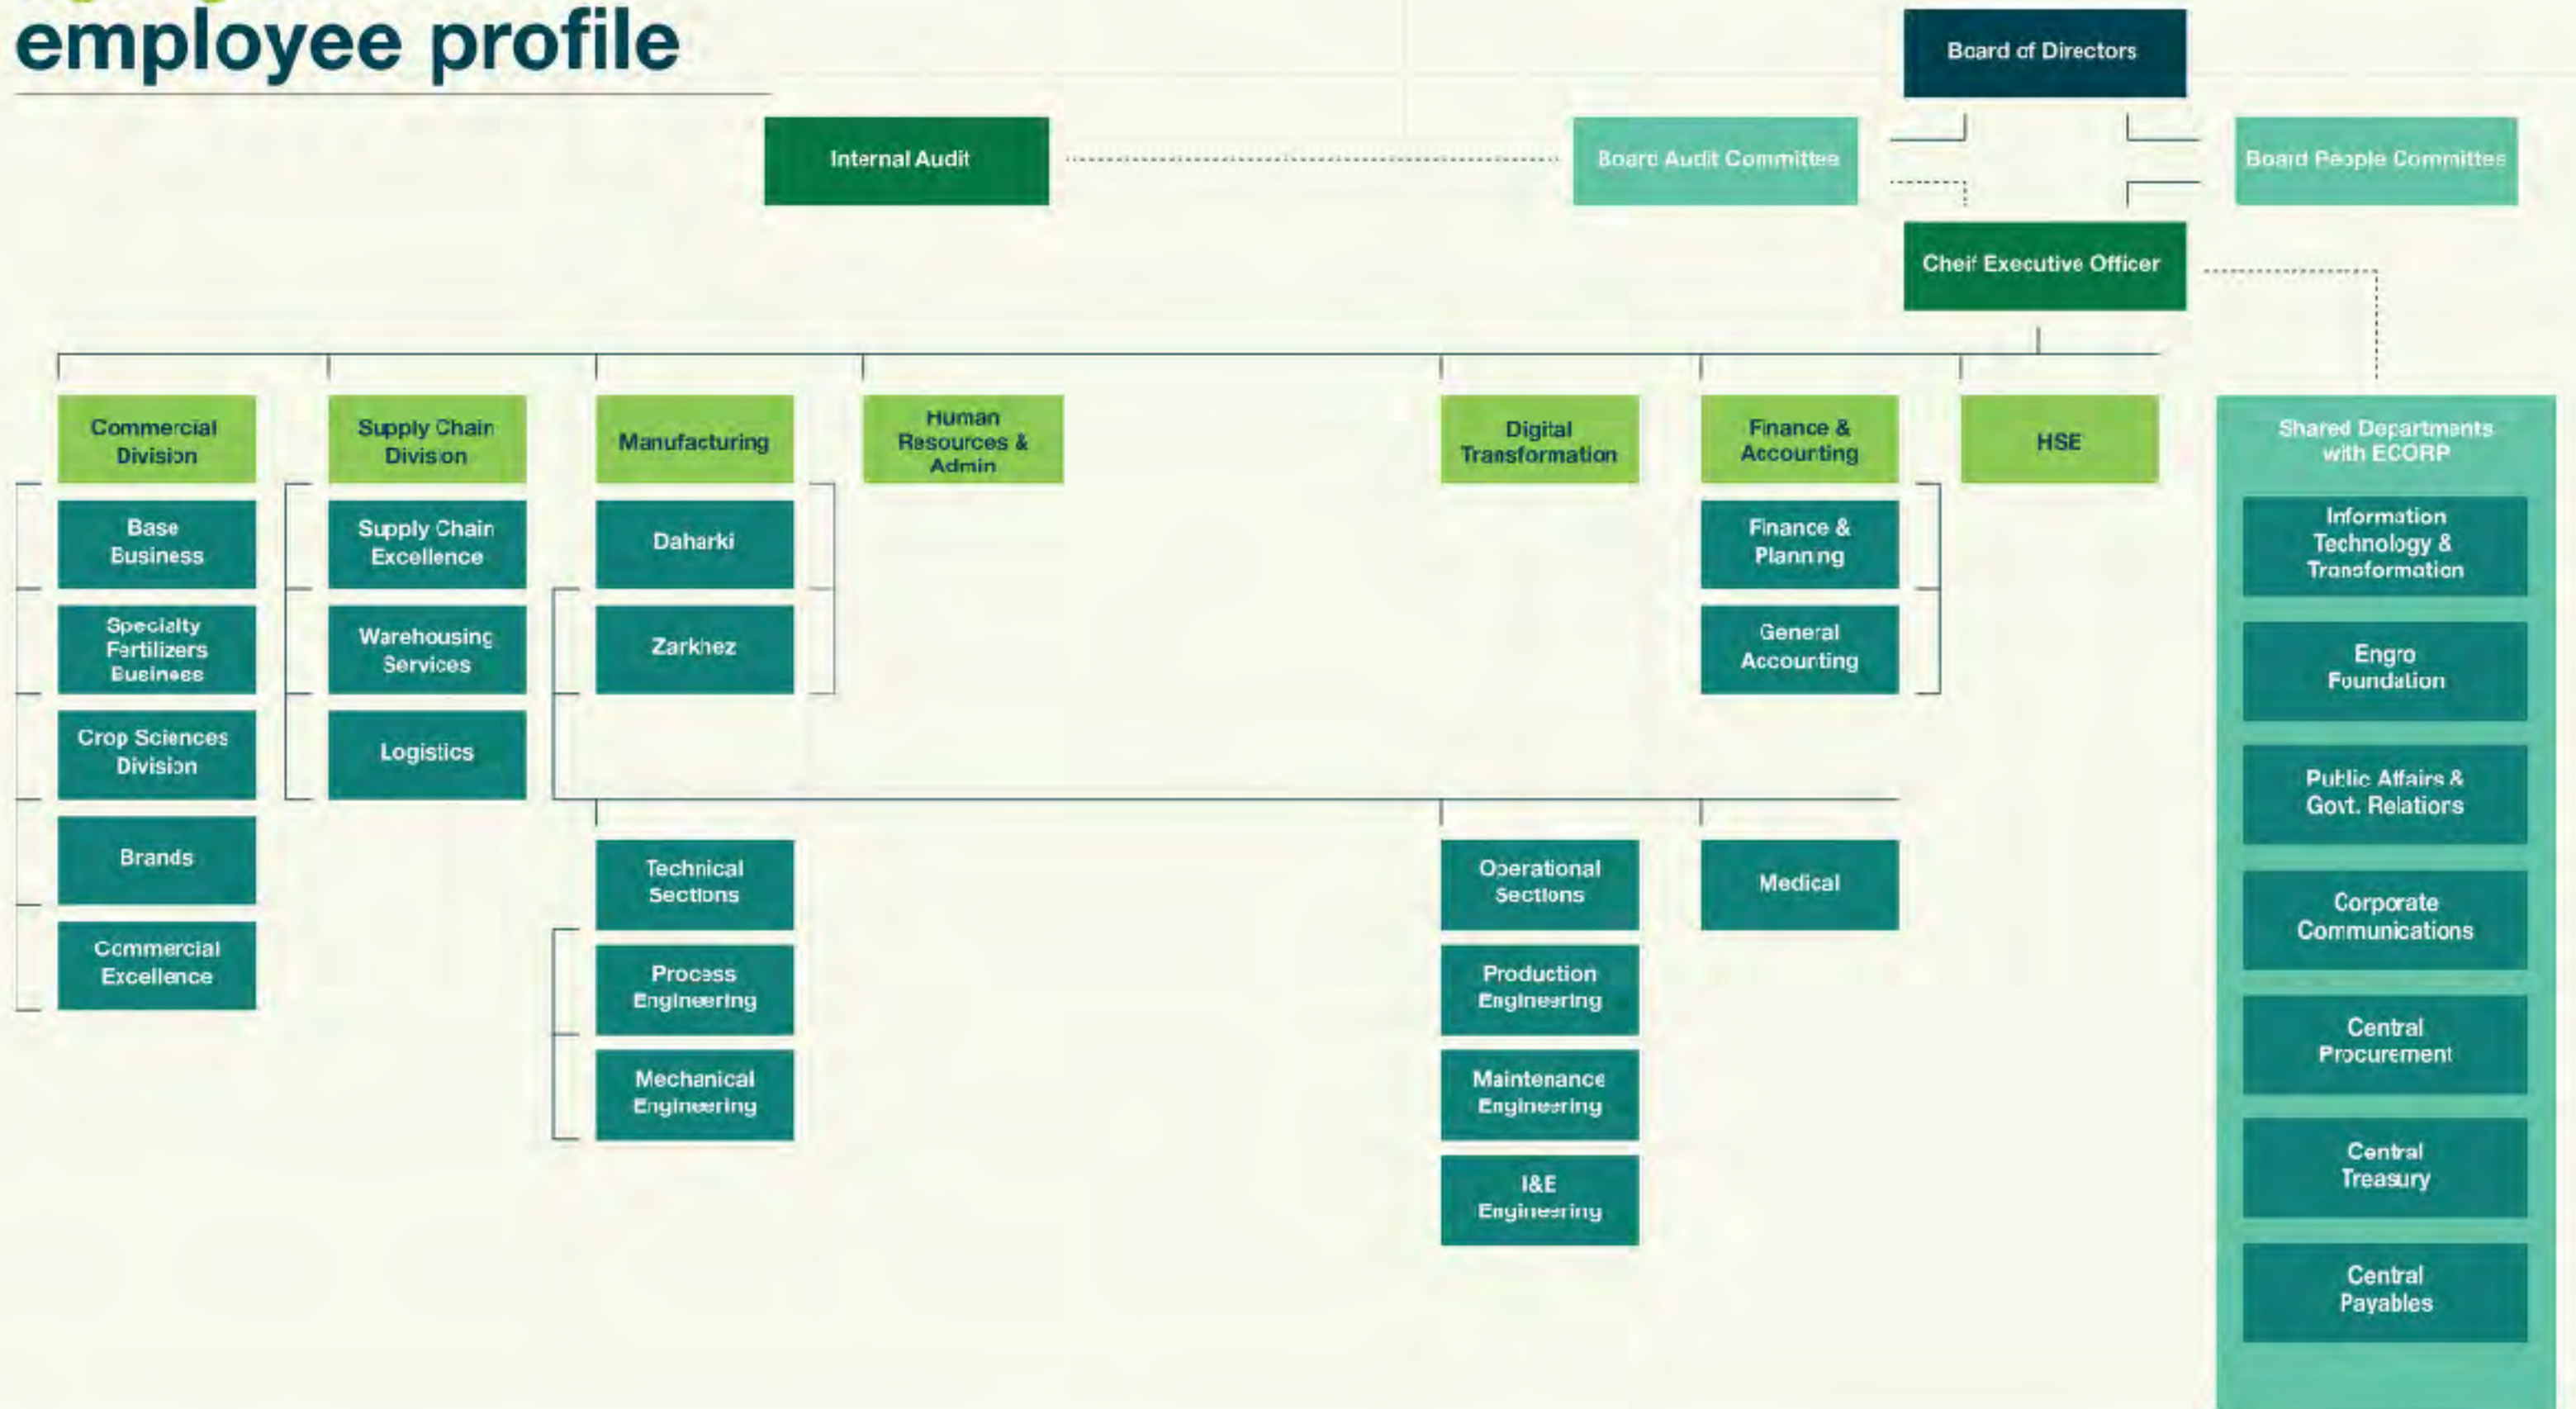 employee profile
Board of Directors
Internal Audit
Board Audit Committee
Board People Committee
Cheif Executive Officer
Commercial
Division
Supply Chain
Division
Manufacturing
Human
Resources &
Admin
Digital
Transformation
Finance &
Accounting
HSE
Shared Departments
with ECORP
Base
Business
Specialty
Fertilizers
Business
Crop Sciences
Division
Brands
Commercial
Excellence
Supply Chain
Excellence
Warehousing
Services
Logistics
Daharki
Zarkhez
Finance &
Planning
General
Accounting
Technical
Sections
Process
Engineering
Mechanical
Engineering
Operational
Sections
Production
Engineering
Maintenance
Engineering
I&E
Engineering
Medical
Information
Technology &
Transformation
Engro
Foundation
Public Affairs &
Govt. Relations
Corporate
Communications
Central
Procurement
Central
Treasury
Central
Payables